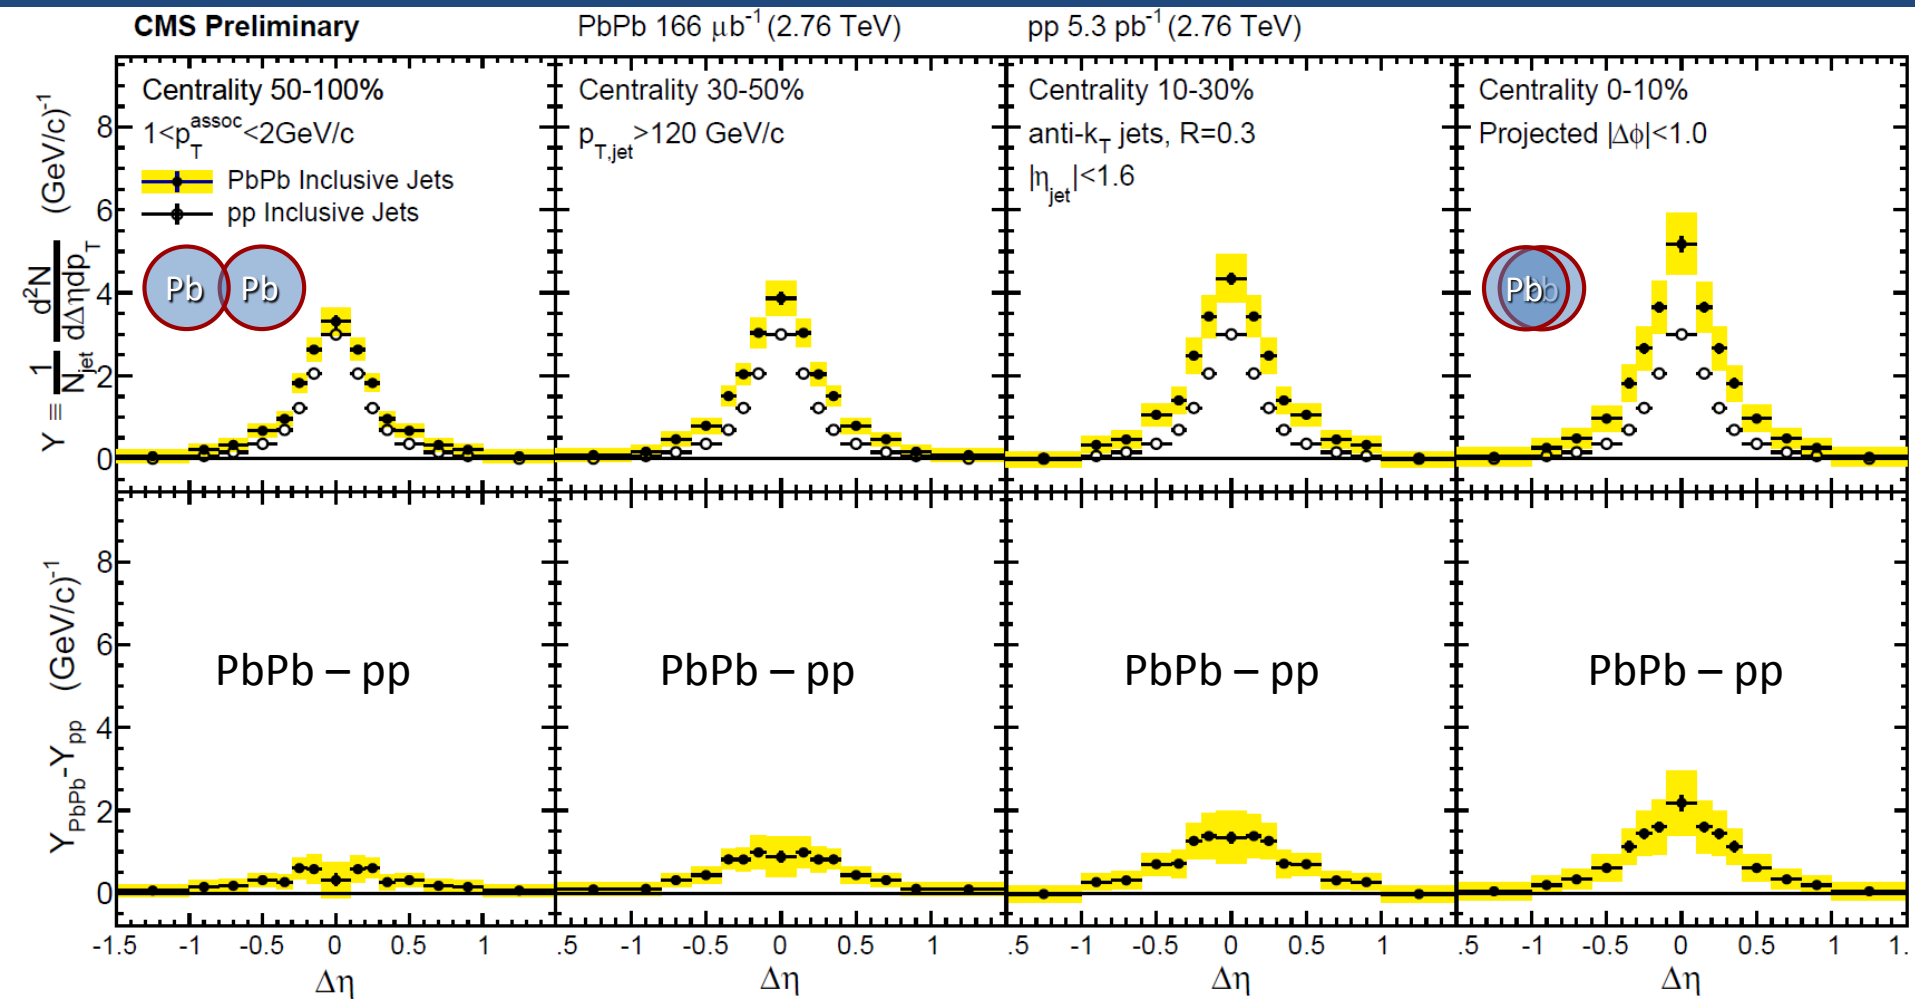 CMS Preliminary
PbPb 166 μb⁻¹ (2.76 TeV)
pp 5.3 pb⁻¹ (2.76 TeV)
Y ≡ 1/N_jet d²N/dΔηdp_T (GeV/c)⁻¹
8
6
4
2
0
Centrality 50-100%
1<p_T^assoc<2GeV/c
PbPb Inclusive Jets
pp Inclusive Jets
Pb Pb
Centrality 30-50%
p_T,jet>120 GeV/c
Centrality 10-30%
anti-k_T jets, R=0.3
|η_jet|<1.6
Centrality 0-10%
Projected |Δϕ|<1.0
Pb b
Y_PbPb-Y_pp (GeV/c)⁻¹
8
6
4
2
0
PbPb – pp
PbPb – pp
PbPb – pp
PbPb – pp
-1.5 -1 -0.5 0 0.5 1 .5 -1 -0.5 0 0.5 1 .5 -1 -0.5 0 0.5 1 .5 -1 -0.5 0 0.5 1 1.
Δη Δη Δη Δη